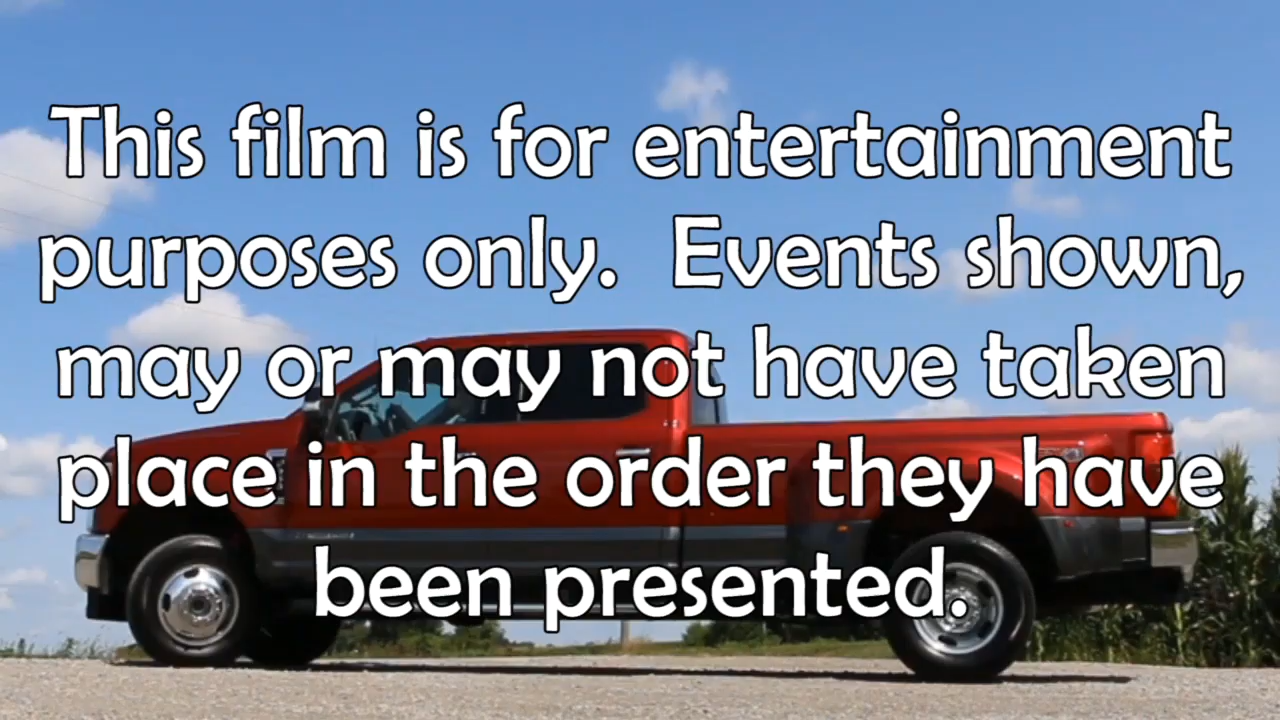 This film is for entertainment
purposes only.  Events shown,
may or may not have taken
place in the order they have
been presented.